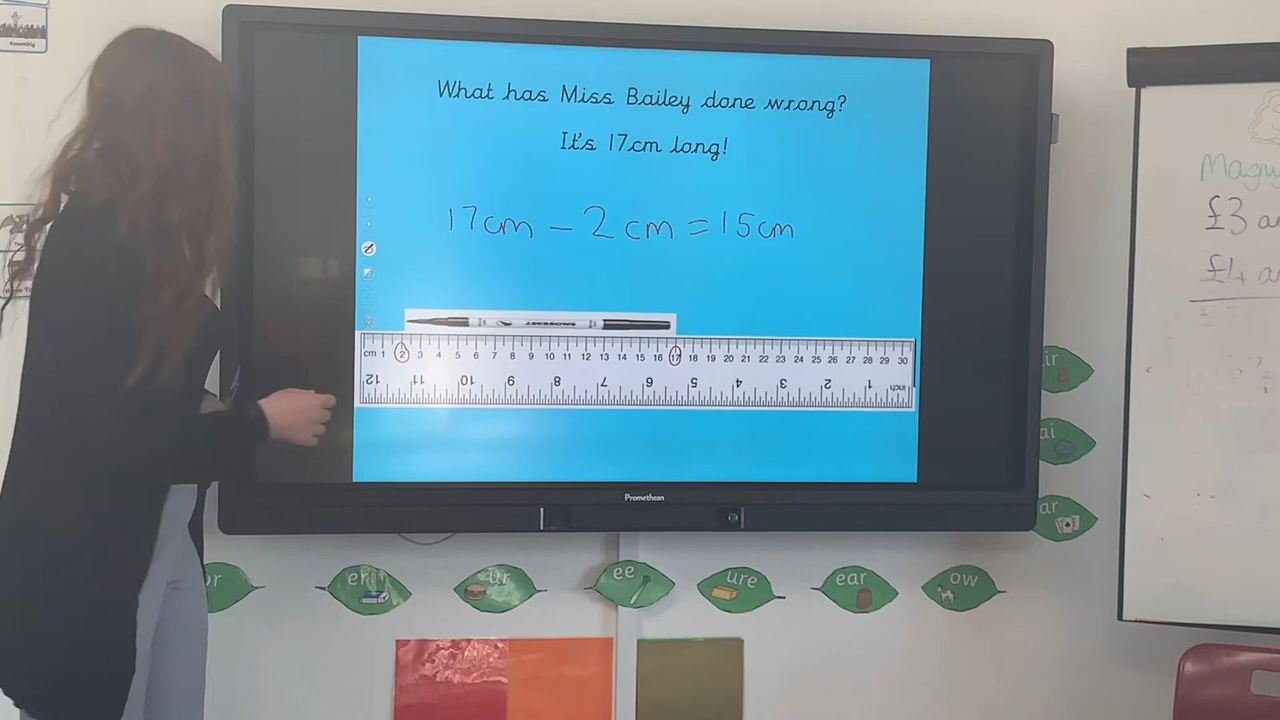 Assembly
What has Miss Bailey done wrong?
It's 17cm long!
17cm - 2cm = 15cm
cm 1 2 3 4 5 6 7 8 9 10 11 12 13 14 15 16 17 18 19 20 21 22 23 24 25 26 27 28 29 30
12 11 10 9 8 7 6 5 4 3 2 1 inch
Promethean
£3
£4
ir
ai
ar
or
er
ur
ee
ure
ear
ow